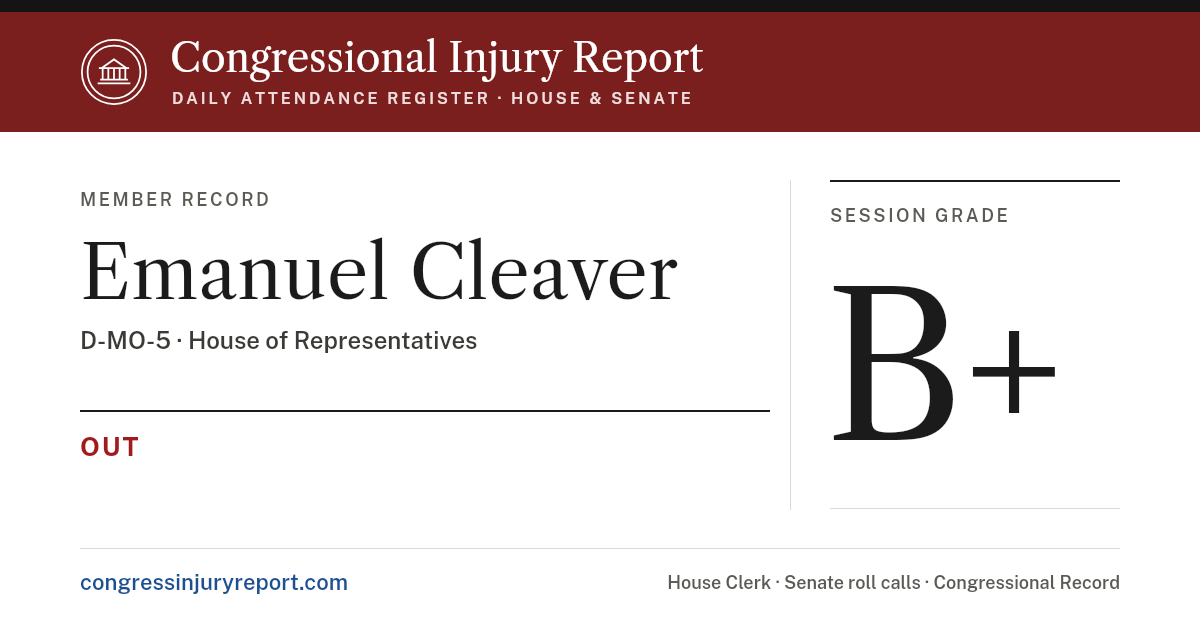 Congressional Injury Report
DAILY ATTENDANCE REGISTER · HOUSE & SENATE
MEMBER RECORD
Emanuel Cleaver
D-MO-5 · House of Representatives
OUT
SESSION GRADE
B+
congressinjuryreport.com
House Clerk · Senate roll calls · Congressional Record